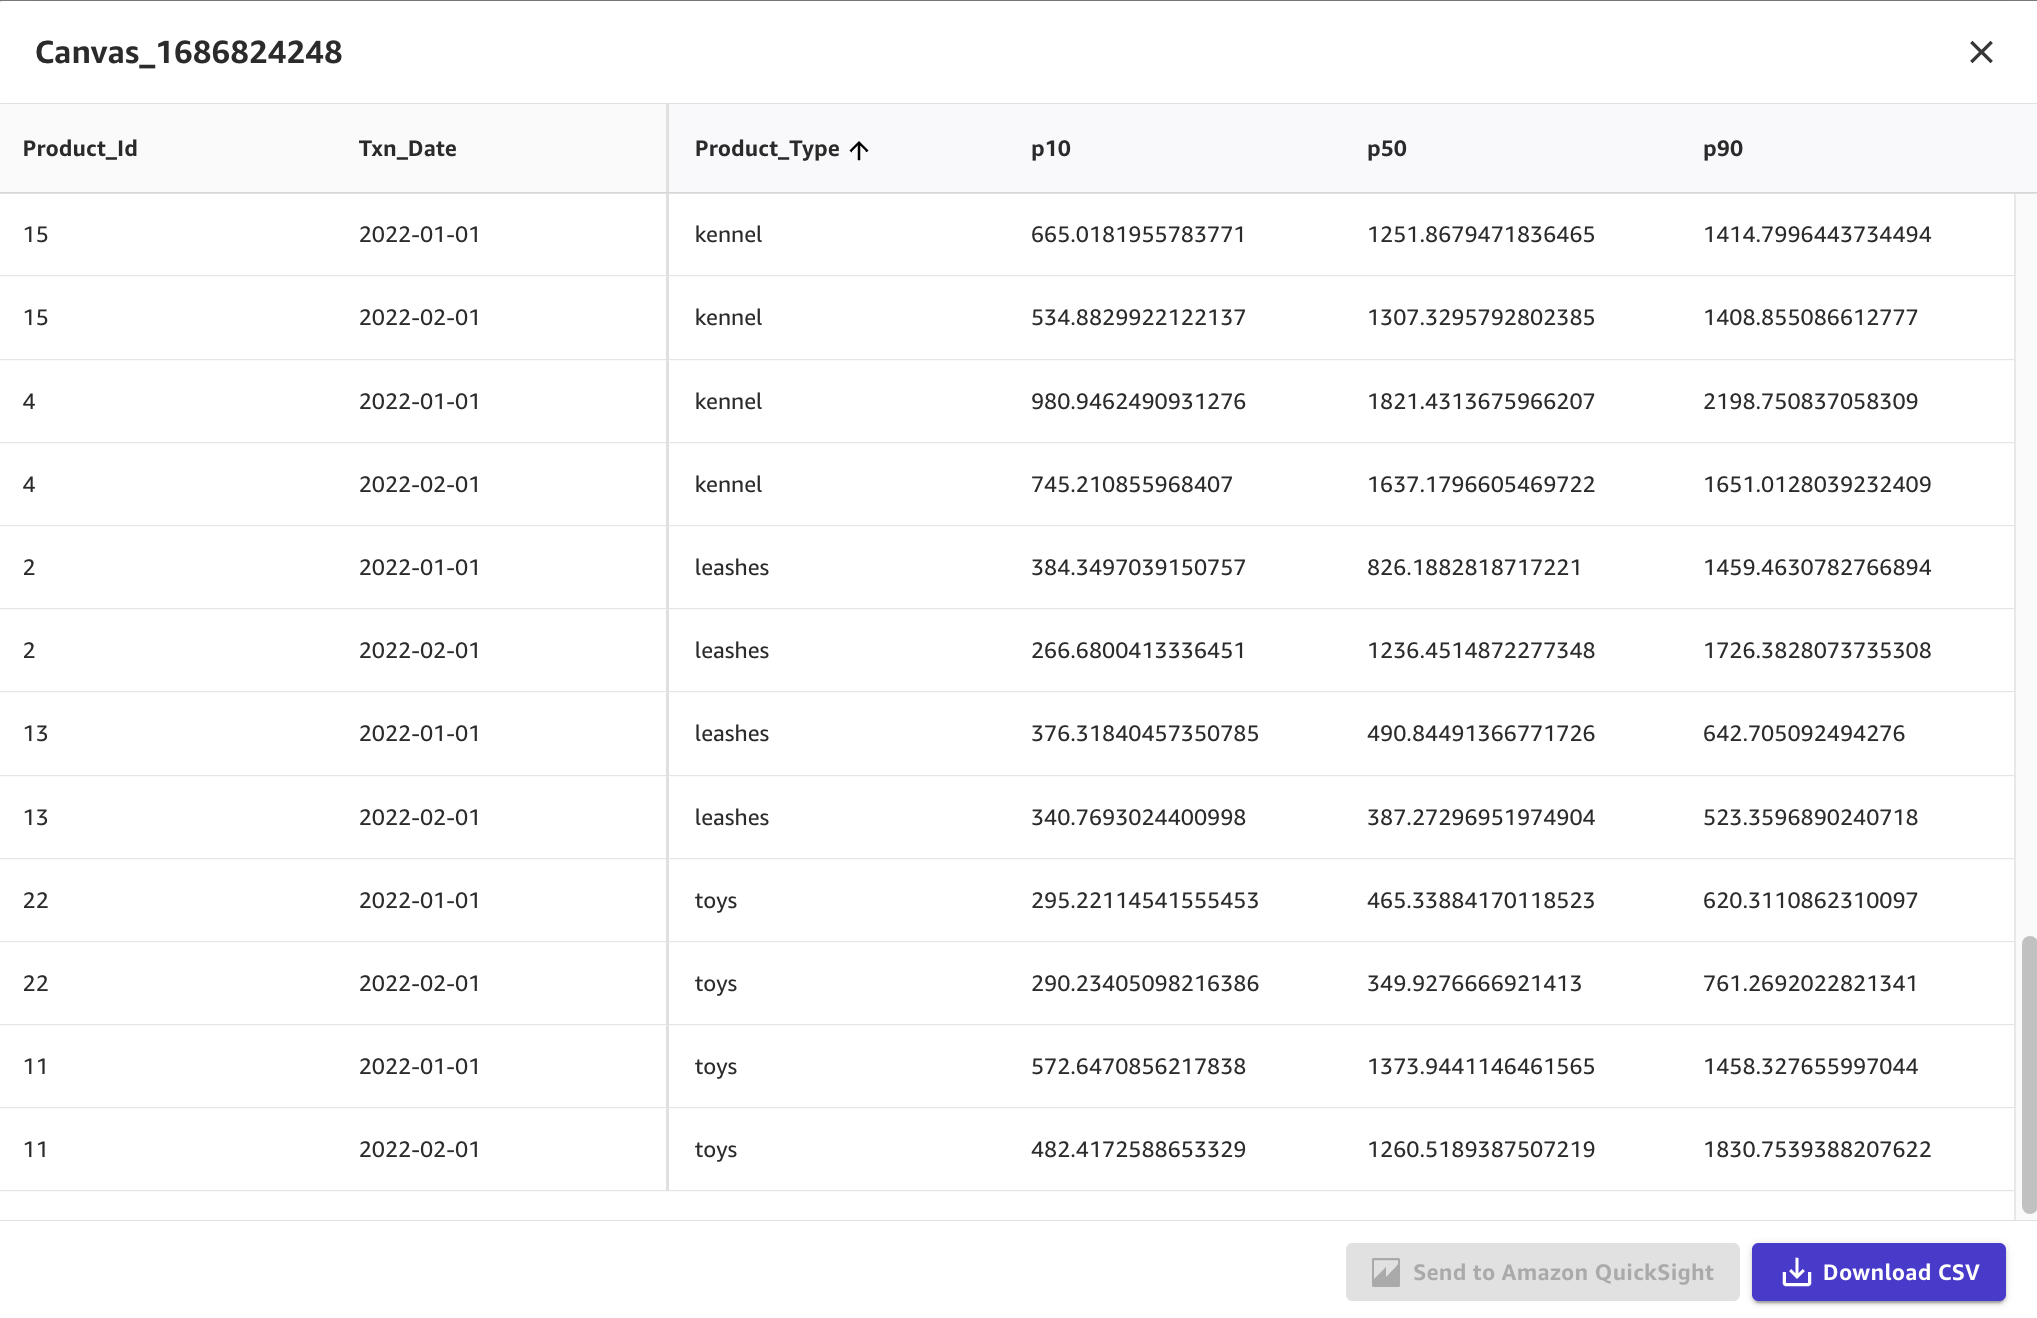 Canvas_1686824248
Product_Id Txn_Date Product_Type p10 p50 p90
15 2022-01-01 kennel 665.0181955783771 1251.8679471836465 1414.7996443734494
15 2022-02-01 kennel 534.8829922122137 1307.3295792802385 1408.855086612777
4 2022-01-01 kennel 980.9462490931276 1821.4313675966207 2198.750837058309
4 2022-02-01 kennel 745.210855968407 1637.1796605469722 1651.0128039232409
2 2022-01-01 leashes 384.3497039150757 826.1882818717221 1459.4630782766894
2 2022-02-01 leashes 266.6800413336451 1236.4514872277348 1726.3828073735308
13 2022-01-01 leashes 376.31840457350785 490.84491366771726 642.705092494276
13 2022-02-01 leashes 340.7693024400998 387.27296951974904 523.3596890240718
22 2022-01-01 toys 295.22114541555453 465.33884170118523 620.3110862310097
22 2022-02-01 toys 290.23405098216386 349.9276666921413 761.2692022821341
11 2022-01-01 toys 572.6470856217838 1373.9441146461565 1458.327655997044
11 2022-02-01 toys 482.4172588653329 1260.5189387507219 1830.7539388207622
Send to Amazon QuickSight Download CSV